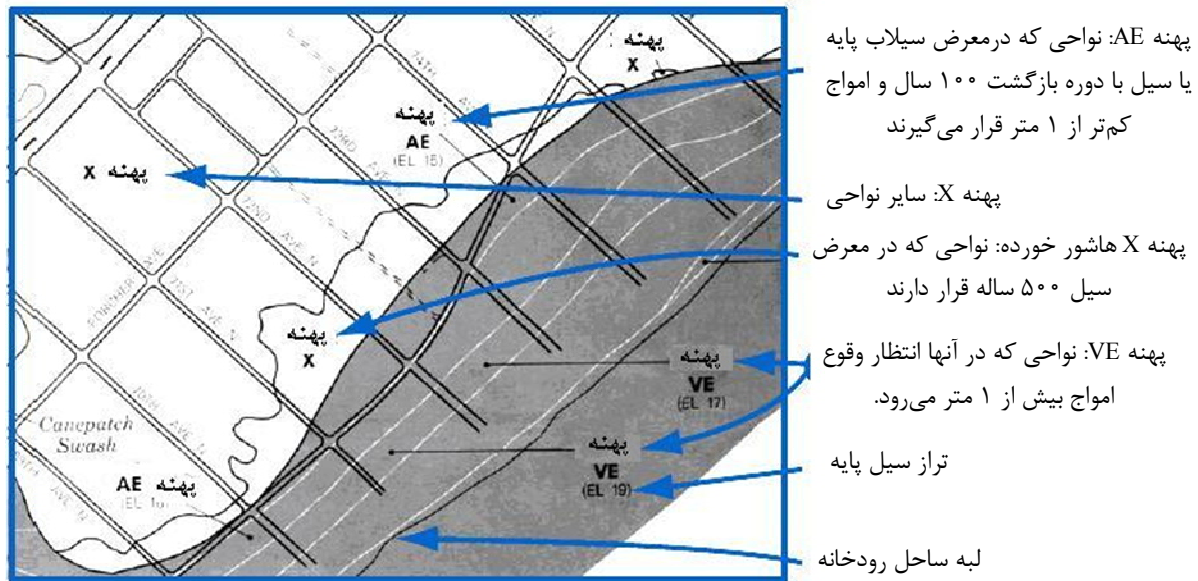 پهنه
X
پهنه
AE
(EL 15)
پهنه X
پهنه
X
پهنه
VE
(EL 17)
پهنه
VE
(EL 19)
پهنه AE
Canepatch
Swash
72ND AVE N
71ST AVE N
پهنه AE: نواحی که درمعرض سیلاب پایه
یا سیل با دوره بازگشت ۱۰۰ سال و امواج
کم‌تر از ۱ متر قرار می‌گیرند
پهنه X: سایر نواحی
پهنه X هاشور خورده: نواحی که در معرض
سیل ۵۰۰ ساله قرار دارند
پهنه VE: نواحی که در آنها انتظار وقوع
امواج بیش از ۱ متر می‌رود.
تراز سیل پایه
لبه ساحل رودخانه